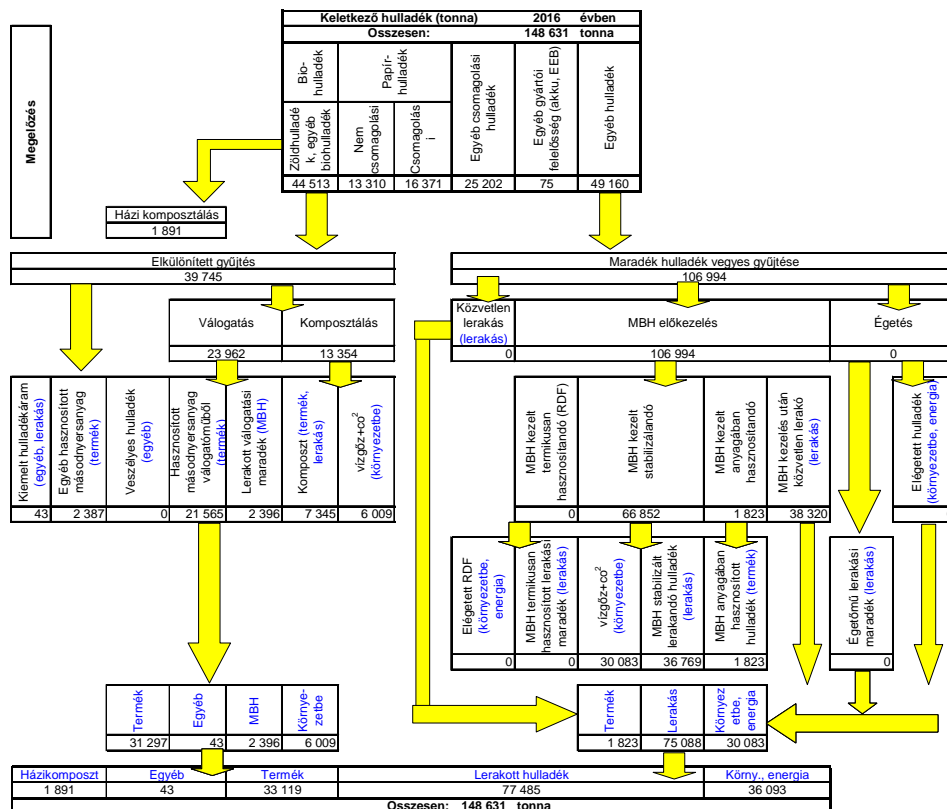 Keletkező hulladék (tonna) 2016 évben
Összesen: 148 631 tonna
Megelőzés
Bio-
hulladék
Papír-
hulladék
Egyéb csomagolási
hulladék
Egyéb gyártói
felelősség (akku, EEB)
Egyéb hulladék
Zöldhulladé
k, egyéb
biohulladék
Nem
csomagolási
Csomagolás
i
44 513 13 310 16 371 25 202 75 49 160
Házi komposztálás
1 891
Elkülönített gyűjtés
39 745
Maradék hulladék vegyes gyűjtése
106 994
Válogatás
Komposztálás
23 962 13 354
Közvetlen
lerakás
(lerakás)
MBH előkezelés
Égetés
0 106 994 0
Kiemelt hulladékáram
(egyéb, lerakás)
Egyéb hasznosított
másodnyersanyag
(termék)
Veszélyes hulladék
(egyéb)
Hasznosított
másodnyersanyag
válogatóműből
(termék)
Lerakott válogatási
maradék (MBH)
Komposzt (termék,
lerakás)
vízgőz+co²
(környezetbe)
43 2 387 0 21 565 2 396 7 345 6 009
MBH kezelt
termikusan
hasznosítandó (RDF)
MBH kezelt
stabilizálandó
MBH kezelt
anyagában
hasznosítandó
MBH kezelés után
közvetlen lerakó
(lerakás)
Elégetett hulladék
(környezetbe, energia)
0 66 852 1 823 38 320
Elégetett RDF
(környezetbe,
energia)
MBH termikusan
hasznosított lerakási
maradék (lerakás)
vízgőz+co²
(környezetbe)
MBH stabilizált
lerakandó hulladék
(lerakás)
MBH anyagában
hasznosított
hulladék (termék)
Égetőmű lerakási
maradék (lerakás)
0 0 30 083 36 769 1 823 0
Termék
Egyéb
MBH
Környe-
zetbe
31 297 43 2 396 6 009
Termék
Lerakás
Környez
etbe,
energia
1 823 75 088 30 083
Házikomposzt Egyéb Termék Lerakott hulladék Körny., energia
1 891 43 33 119 77 485 36 093
Összesen: 148 631 tonna